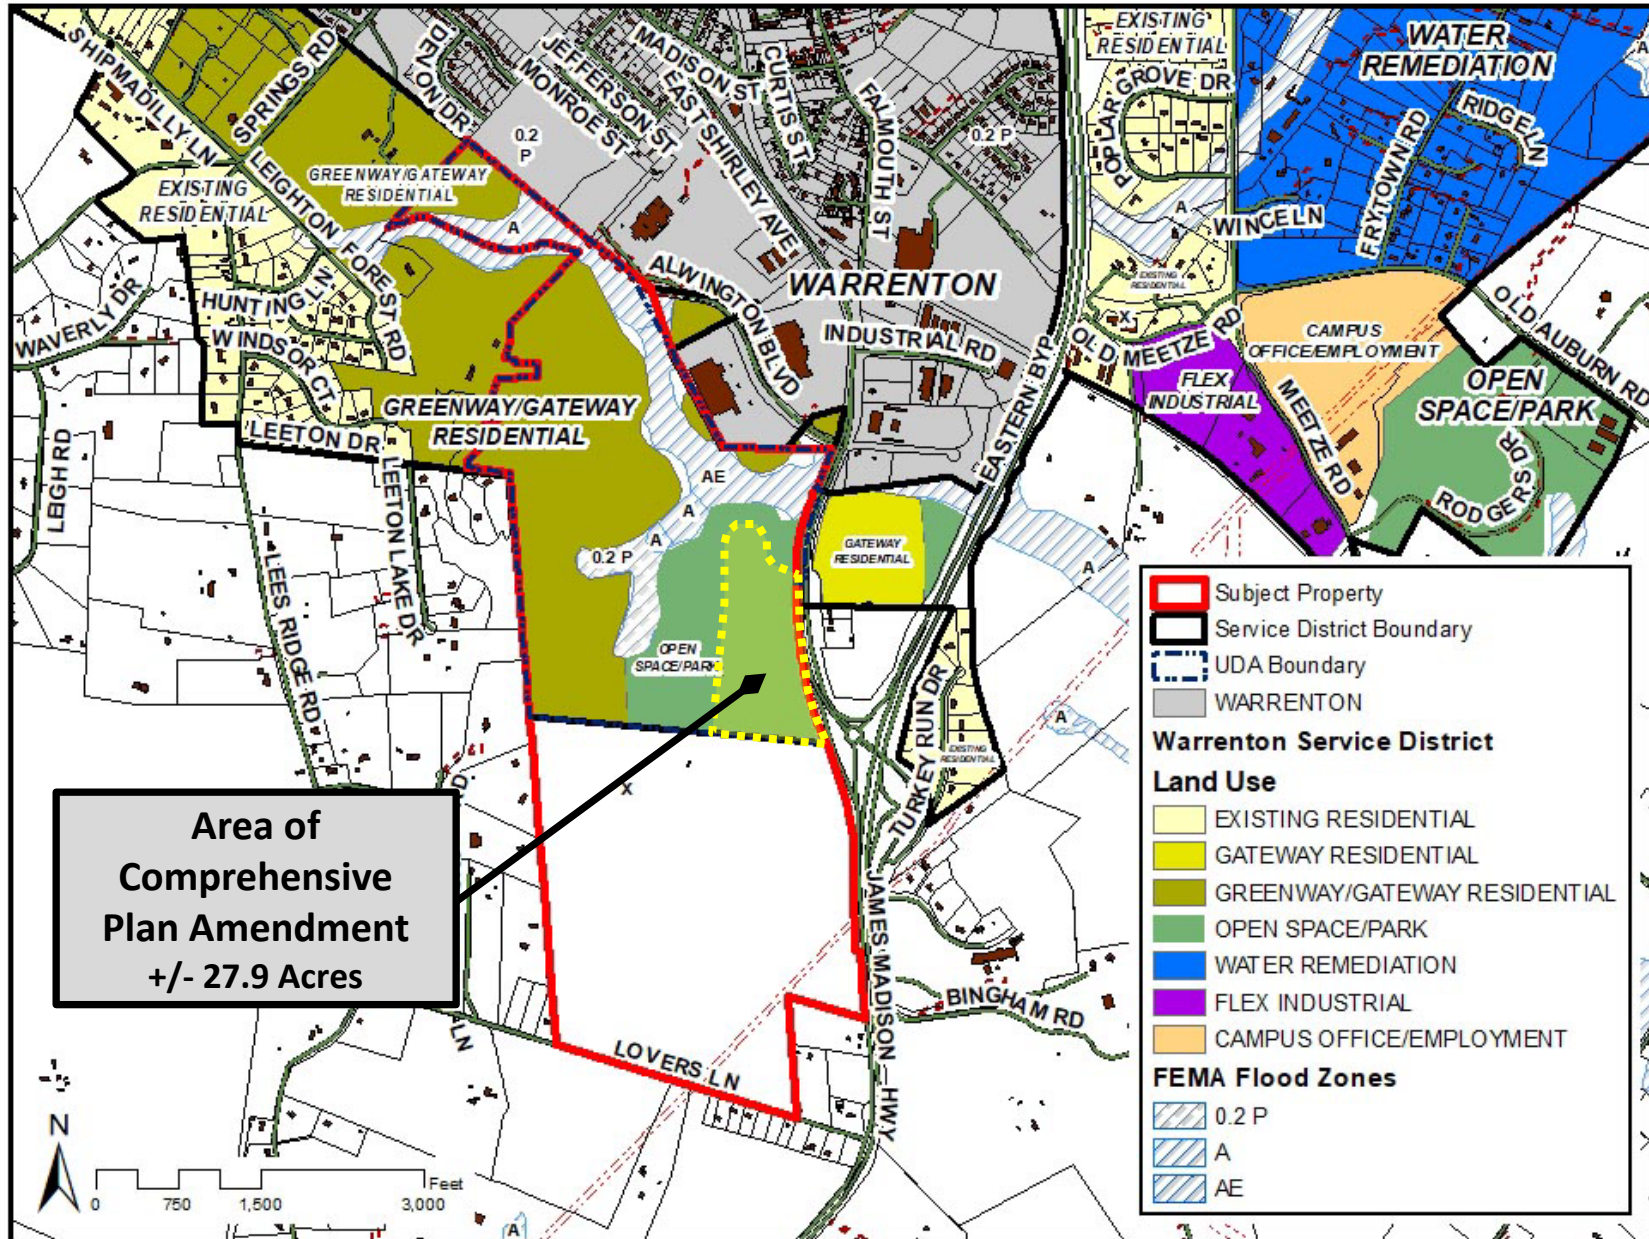 SHIPMADILLY LN
SPRINGS RD
DEVON DR
MONROE ST
JEFFERSON ST
MADISON ST
EAST SHIRLEY AVE
CURTIS ST
FALMOUTH ST
0.2 P
0.2
P
EXISTING
RESIDENTIAL
POPLAR GROVE DR
WATER
REMEDIATION
RIDGE LN
FRYTOWN RD
A
WINCE LN
EXISTING
RESIDENTIAL
LEIGHTON FOREST RD
GREENWAY/GATEWAY
RESIDENTIAL
A
HUNTING LN
WAVERLY DR
WINDSOR CT
ALWINGTON BLVD
WARRENTON
INDUSTRIAL RD
EASTERN BYP
EXISTING
RESIDENTIAL
X
OLD MEETZE RD
CAMPUS
OFFICE/EMPLOYMENT
OLD AUBURN RD
FLEX
INDUSTRIAL
MEETZE RD
OPEN
SPACE/PARK
RODGERS DR
GREENWAY/GATEWAY
RESIDENTIAL
LEETON DR
LEETON LAKE DR
LEIGH RD
LEES RIDGE RD
AE
A
A
0.2 P
GATEWAY
RESIDENTIAL
A
OPEN
SPACE/PARK
TURKEY RUN DR
EXISTING
RESIDENTIAL
A
X
RD
Area of
Comprehensive
Plan Amendment
+/- 27.9 Acres
LN
LOVERS LN
JAMES MADISON HWY
BINGHAM RD
A
N
0 750 1,500 3,000
Feet
Subject Property
Service District Boundary
UDA Boundary
WARRENTON
Warrenton Service District
Land Use
EXISTING RESIDENTIAL
GATEWAY RESIDENTIAL
GREENWAY/GATEWAY RESIDENTIAL
OPEN SPACE/PARK
WATER REMEDIATION
FLEX INDUSTRIAL
CAMPUS OFFICE/EMPLOYMENT
FEMA Flood Zones
0.2 P
A
AE